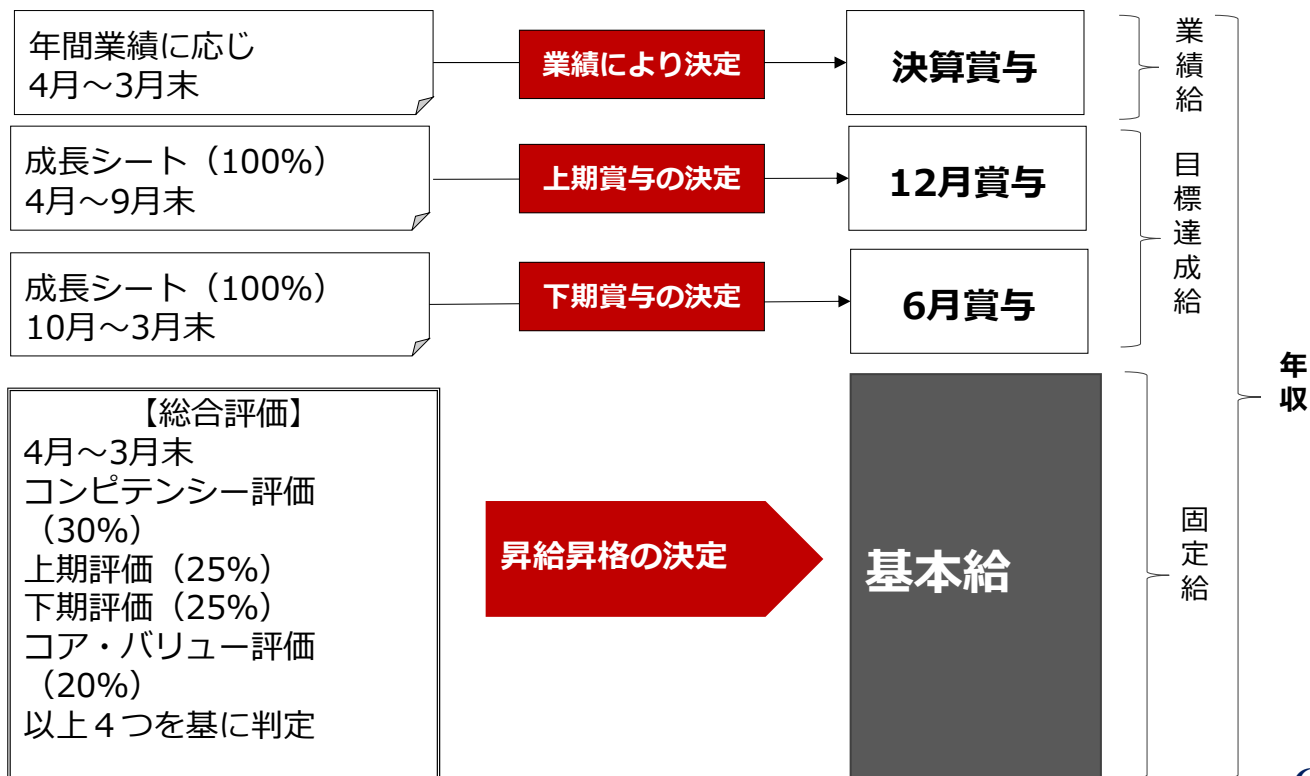 年間業績に応じ
4月～3月末
業績により決定
決算賞与
業績給
成長シート（100%）
4月～9月末
上期賞与の決定
12月賞与
目標達成給
成長シート（100%）
10月～3月末
下期賞与の決定
6月賞与
年収
【総合評価】
4月～3月末
コンピテンシー評価
（30%）
上期評価（25%）
下期評価（25%）
コア・バリュー評価
（20%）
以上４つを基に判定
昇給昇格の決定
基本給
固定給